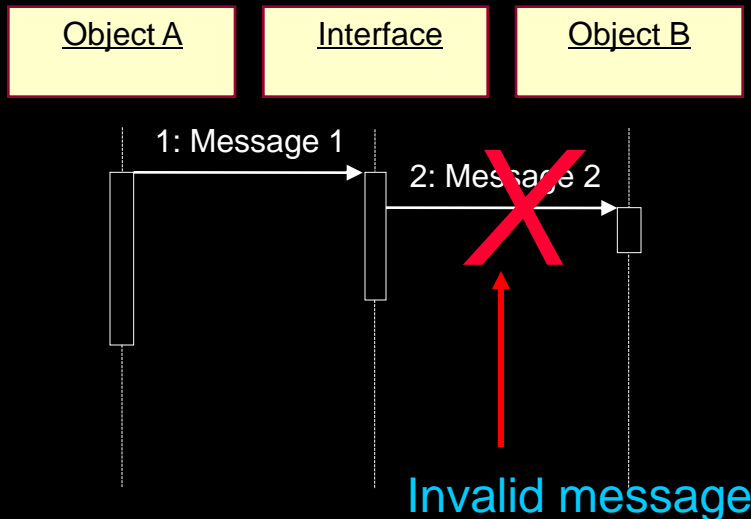 Object A
Interface
Object B
1: Message 1
2: Message 2
Invalid message